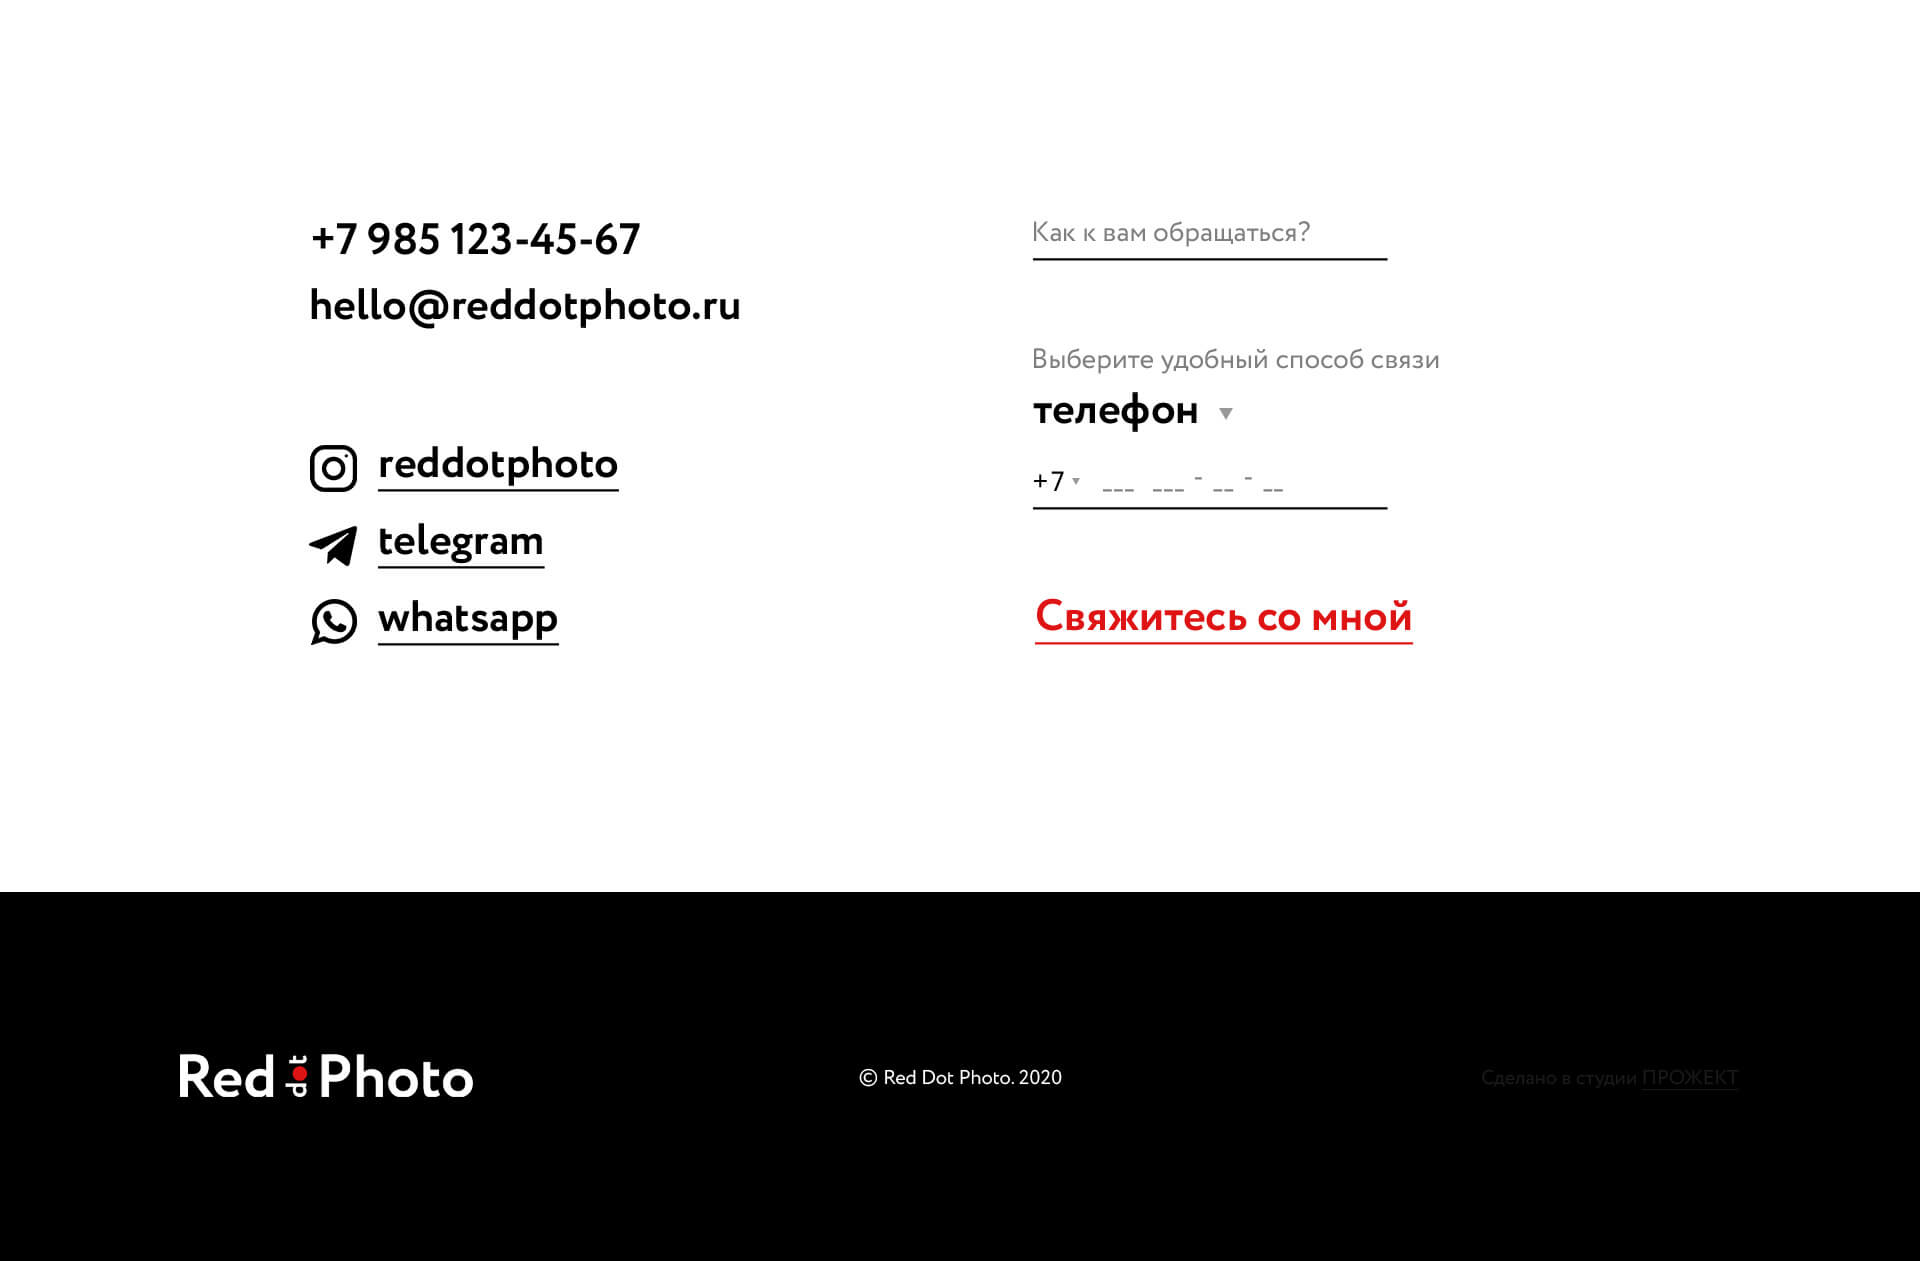 +7 985 123-45-67
hello@reddotphoto.ru
reddotphoto
telegram
whatsapp
Как к вам обращаться?
Выберите удобный способ связи
телефон
+7 ___ ___ - __ - __
Свяжитесь со мной
Red dot Photo
© Red Dot Photo. 2020
Сделано в студии ПРОЖЕКТ